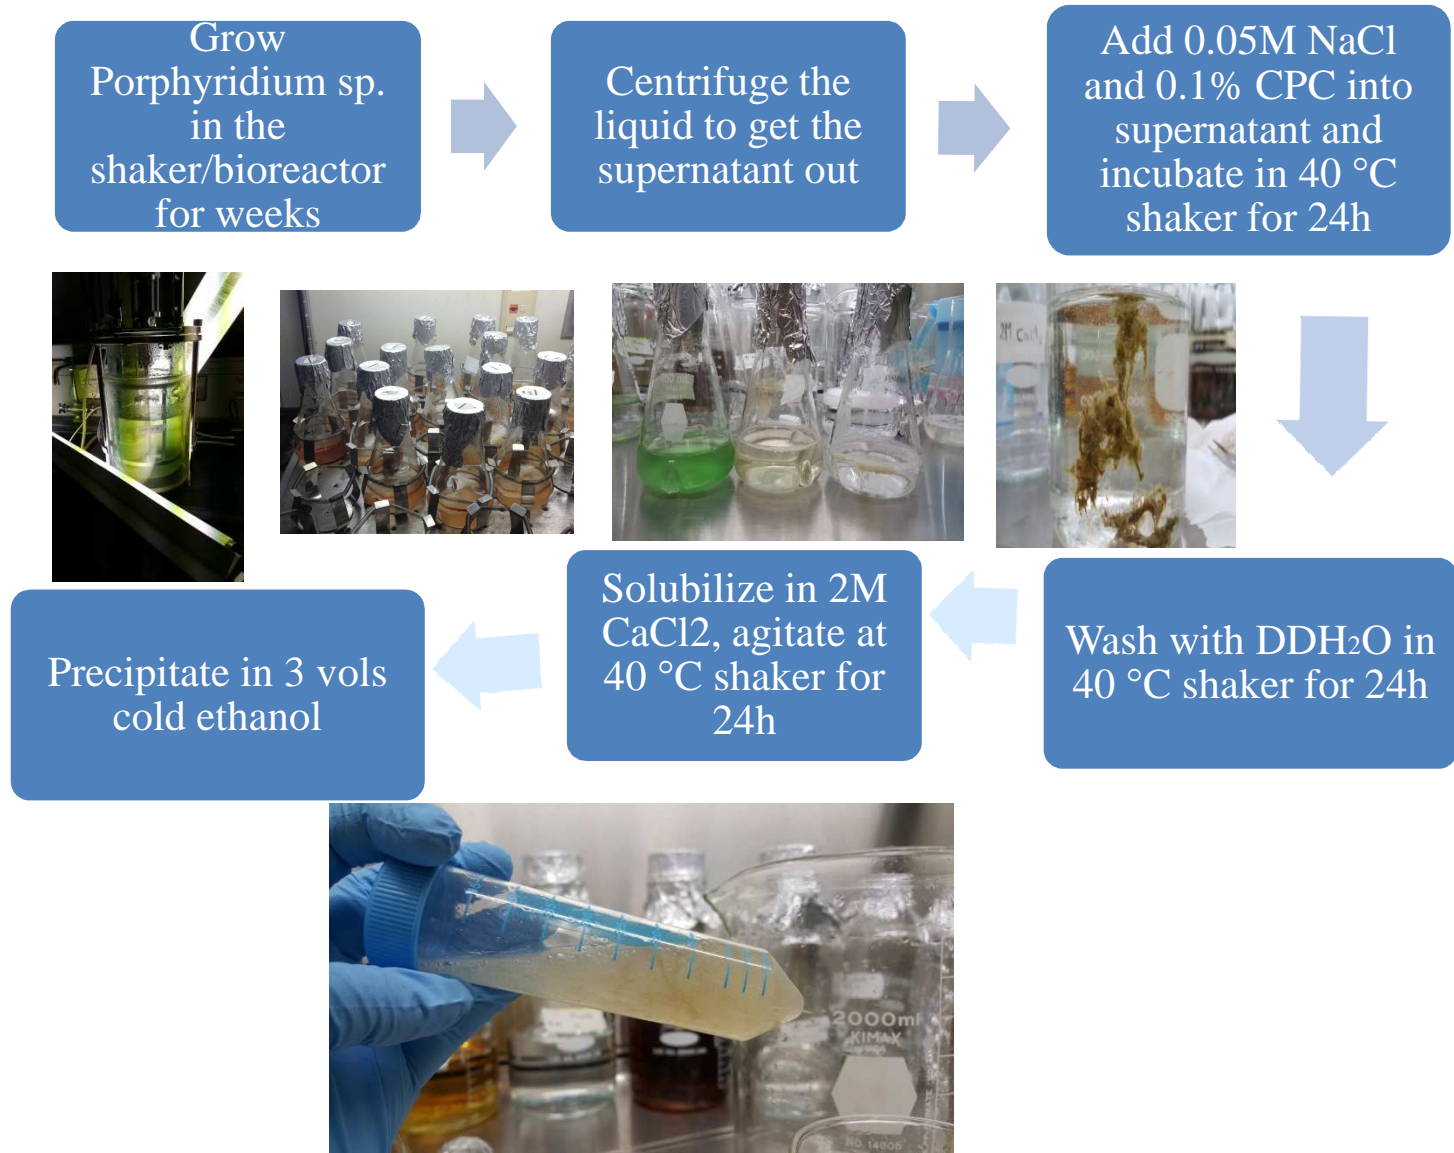 Grow
Porphyridium sp.
in the
shaker/bioreactor
for weeks
Centrifuge the
liquid to get the
supernatant out
Add 0.05M NaCl
and 0.1% CPC into
supernatant and
incubate in 40 °C
shaker for 24h
Wash with DDH₂O in
40 °C shaker for 24h
Solubilize in 2M
CaCl2, agitate at
40 °C shaker for
24h
Precipitate in 3 vols
cold ethanol
2000ml
KIMAX
NO. 14005